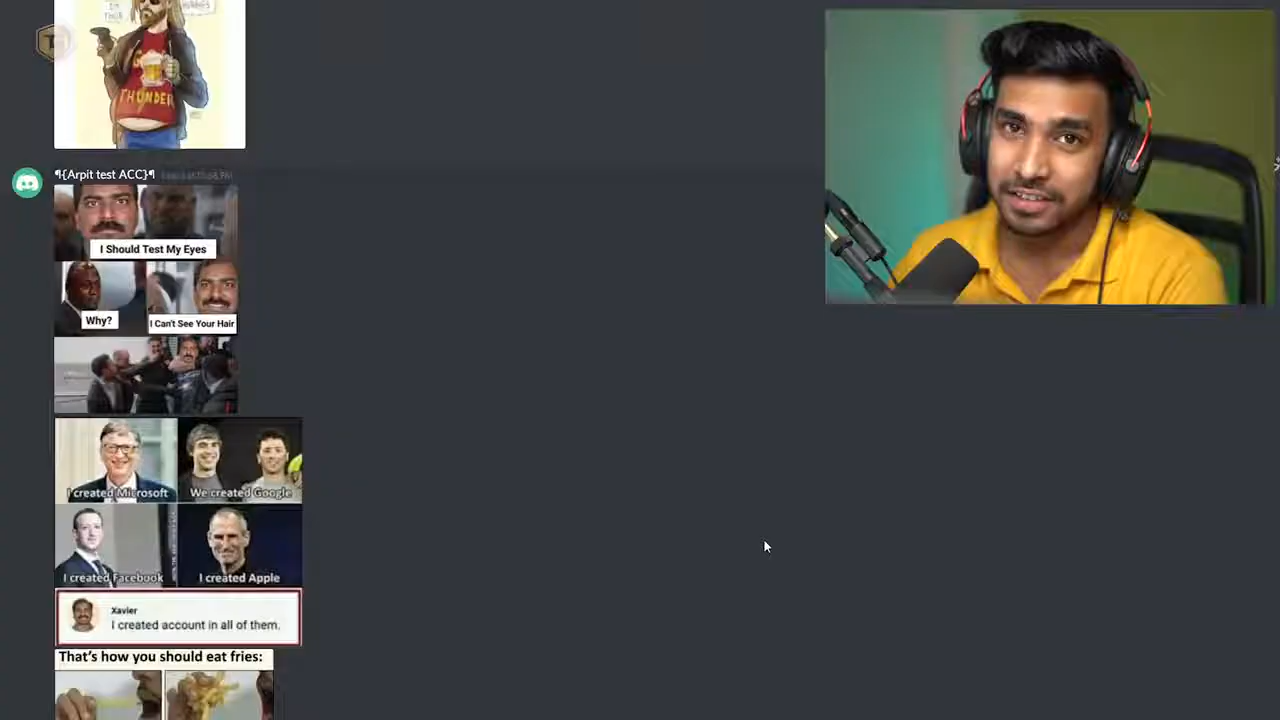 THUNDER
¶{Arpit test ACC}¶
I Should Test My Eyes
Why?
I Can't See Your Hair
I created Microsoft
We created Google
I created Facebook
I created Apple
Xavier
I created account in all of them.
That's how you should eat fries: